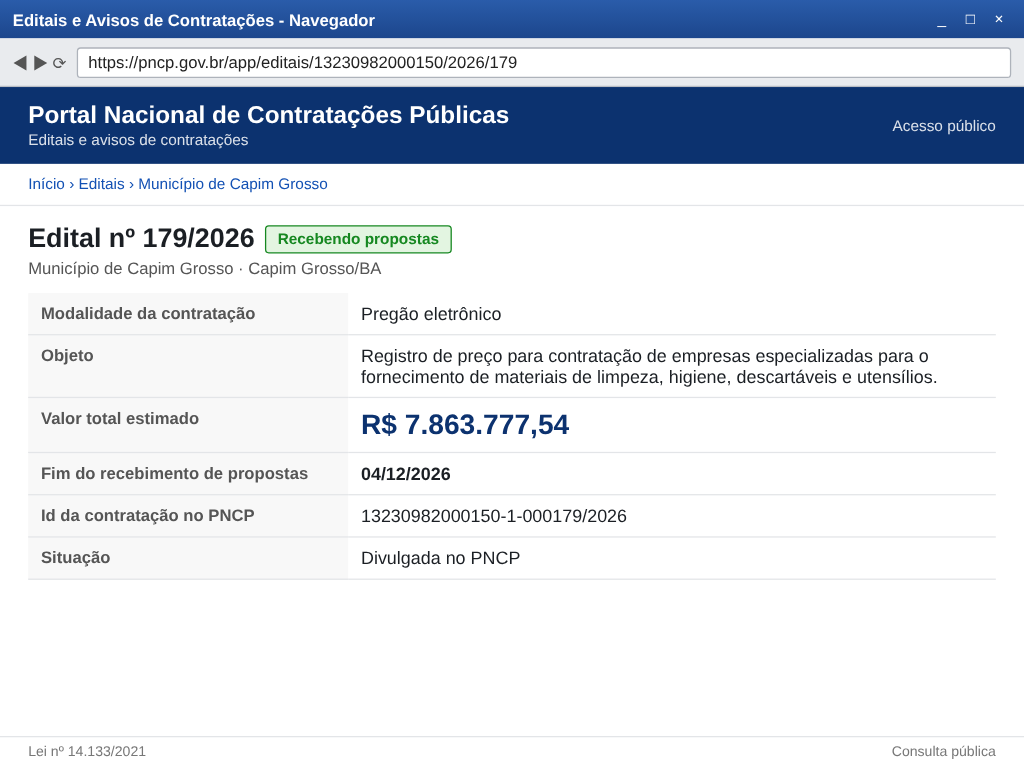 Editais e Avisos de Contratações - Navegador
https://pncp.gov.br/app/editais/13230982000150/2026/179
Portal Nacional de Contratações Públicas
Editais e avisos de contratações
Acesso público
Início › Editais › Município de Capim Grosso
Edital nº 179/2026 Recebendo propostas
Município de Capim Grosso · Capim Grosso/BA
Modalidade da contratação Pregão eletrônico
Objeto Registro de preço para contratação de empresas especializadas para o
fornecimento de materiais de limpeza, higiene, descartáveis e utensílios.
Valor total estimado R$ 7.863.777,54
Fim do recebimento de propostas 04/12/2026
Id da contratação no PNCP 13230982000150-1-000179/2026
Situação Divulgada no PNCP
Lei nº 14.133/2021 Consulta pública